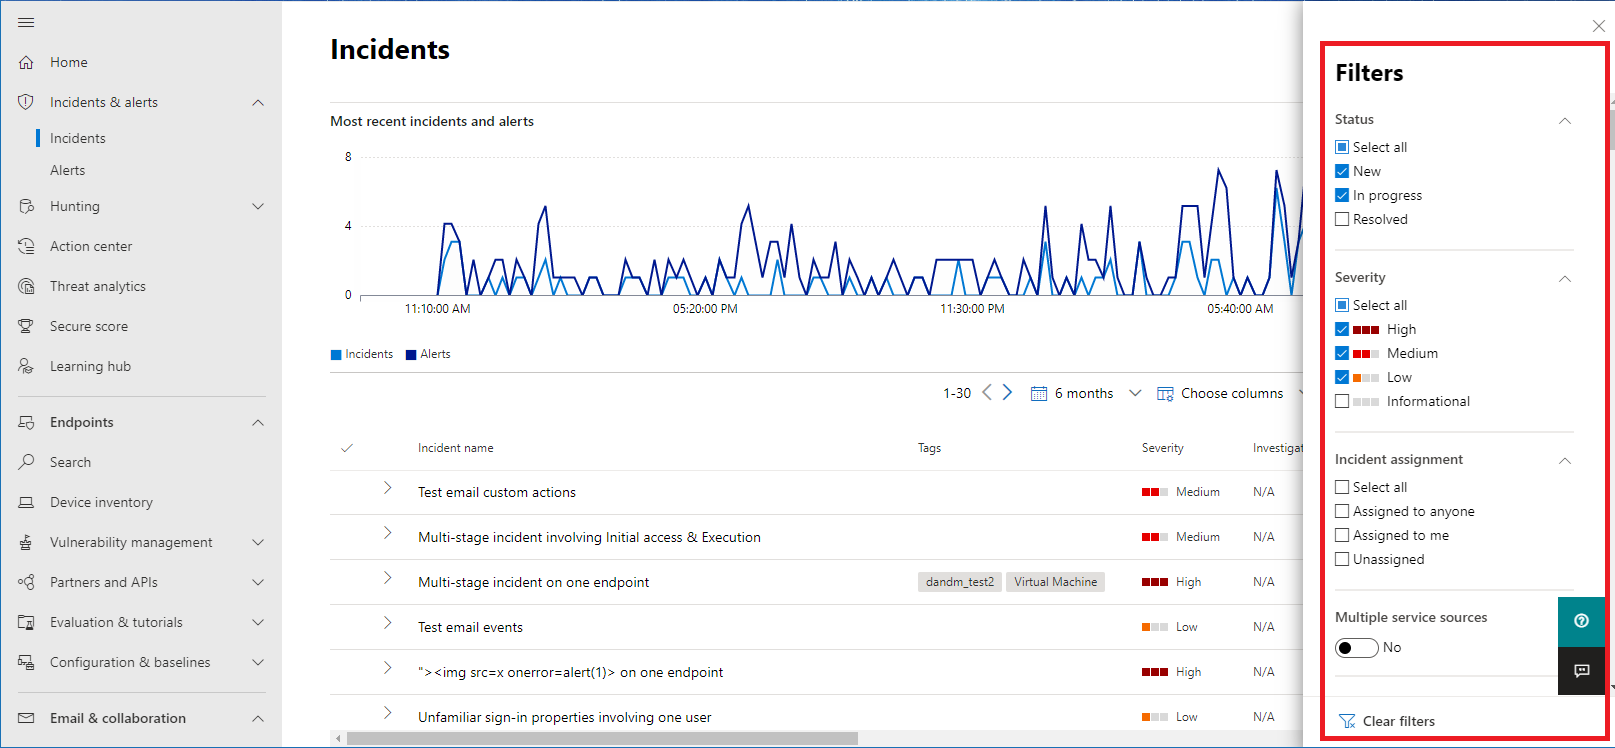 Home
Incidents & alerts
Incidents
Alerts
Hunting
Action center
Threat analytics
Secure score
Learning hub
Endpoints
Search
Device inventory
Vulnerability management
Partners and APIs
Evaluation & tutorials
Configuration & baselines
Email & collaboration
Incidents
Most recent incidents and alerts
8
4
0
11:10:00 AM 05:20:00 PM 11:30:00 PM 05:40:00 AM
Incidents Alerts
1-30 6 months Choose columns
Incident name Tags Severity Investigat
Test email custom actions Medium N/A
Multi-stage incident involving Initial access & Execution Medium N/A
Multi-stage incident on one endpoint dandm_test2 Virtual Machine High N/A
Test email events Low N/A
"><img src=x onerror=alert(1)> on one endpoint High N/A
Unfamiliar sign-in properties involving one user Low N/A
Filters
Status
Select all
New
In progress
Resolved
Severity
Select all
High
Medium
Low
Informational
Incident assignment
Select all
Assigned to anyone
Assigned to me
Unassigned
Multiple service sources
No
Clear filters